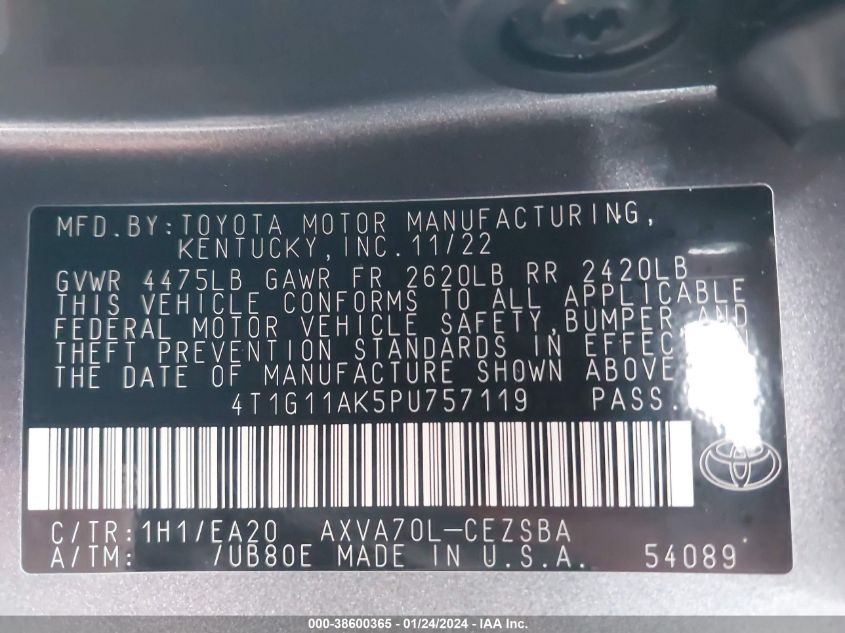 MFD.BY:TOYOTA MOTOR MANUFACTURING,
KENTUCKY,INC.11/22
GVWR 4475LB GAWR FR 2620LB RR 2420LB
THIS VEHICLE CONFORMS TO ALL APPLICABLE
FEDERAL MOTOR VEHICLE SAFETY,BUMPER AND
THEFT PREVENTION STANDARDS IN EFFECT ON
THE DATE OF MANUFACTURE SHOWN ABOVE.
4T1G11AK5PU757119 PASS.
C/TR:1H1/EA20 AXVA70L-CEZSBA
A/TM: /UB80E MADE IN U.S.A. 54089
000-38600365 - 01/24/2024 - IAA Inc.